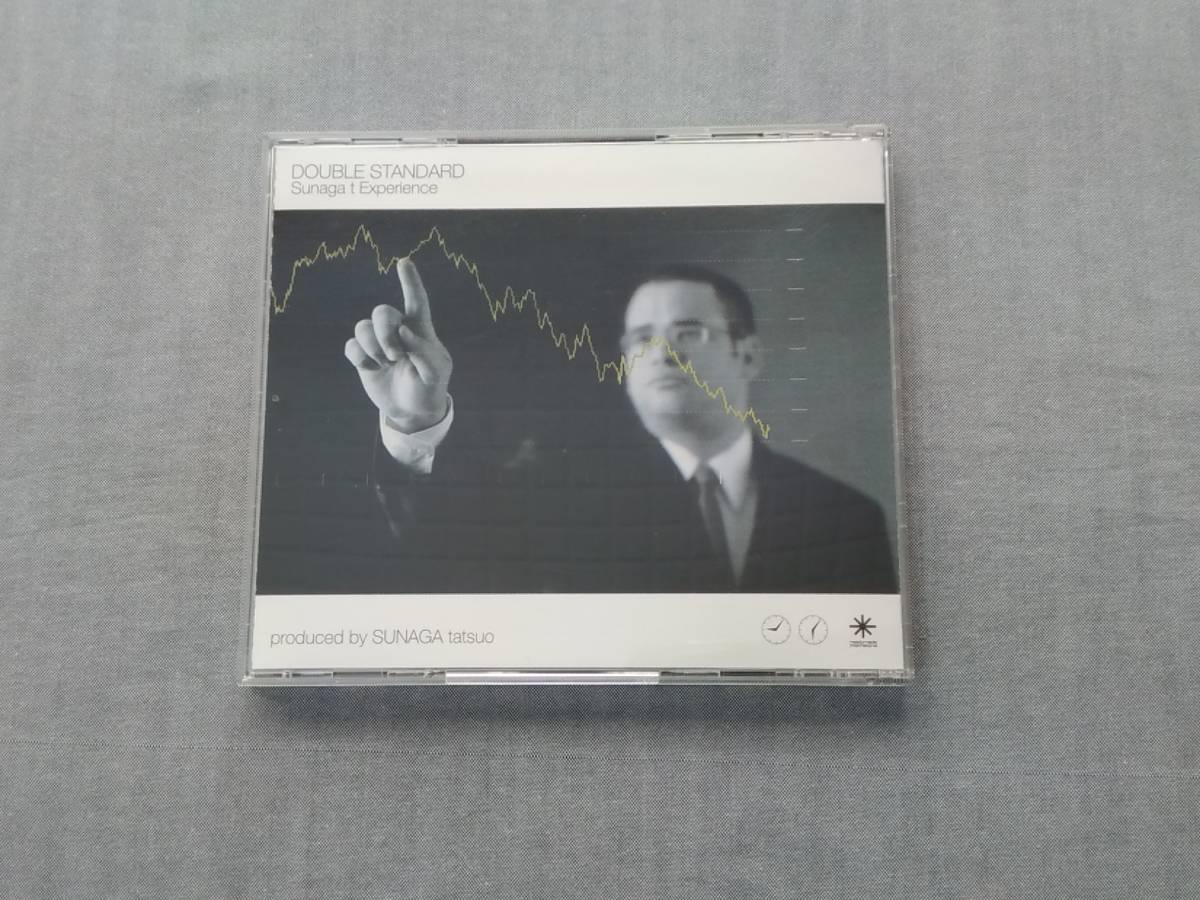 DOUBLE STANDARD
Sunaga t Experience
produced by SUNAGA tatsuo